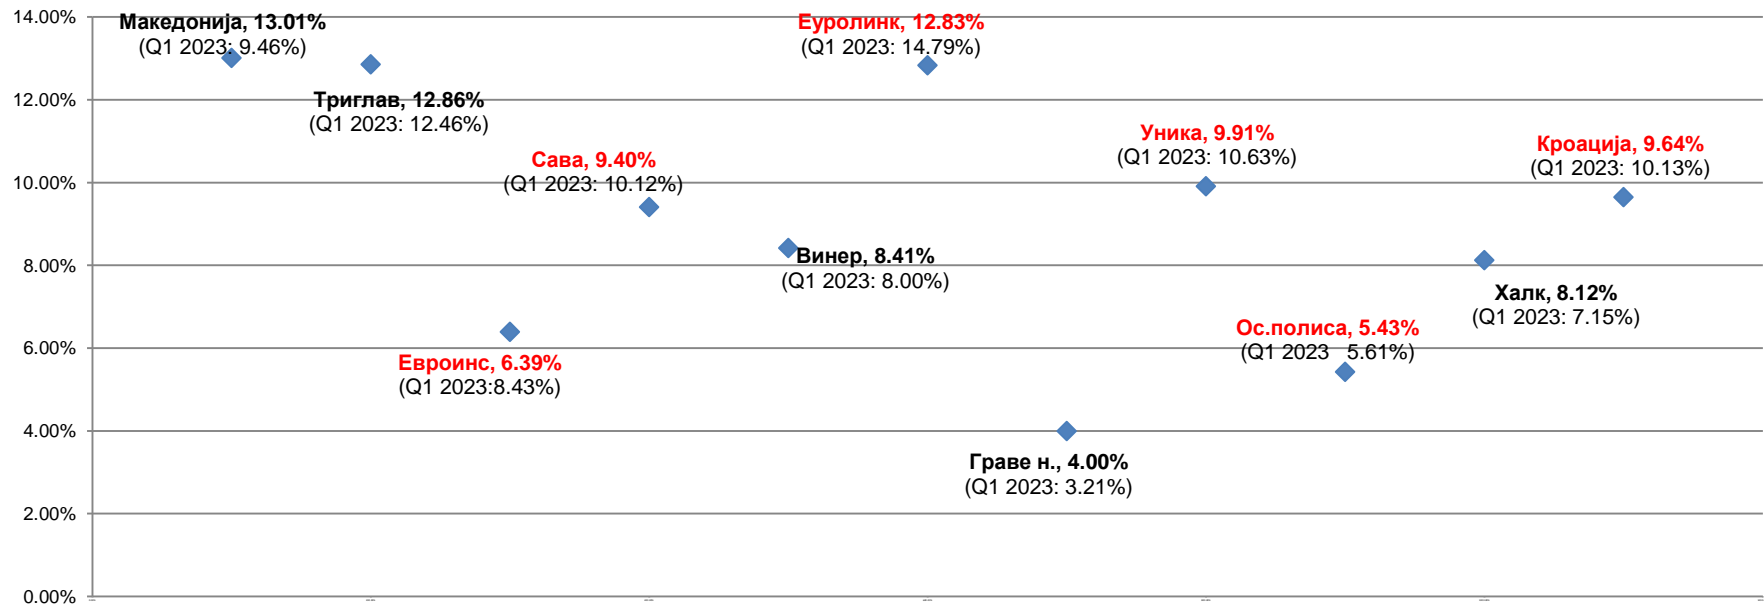 14.00%
12.00%
10.00%
8.00%
6.00%
4.00%
2.00%
0.00%
Македонија, 13.01%
(Q1 2023: 9.46%)
Триглав, 12.86%
(Q1 2023: 12.46%)
Евроинс, 6.39%
(Q1 2023:8.43%)
Сава, 9.40%
(Q1 2023: 10.12%)
Винер, 8.41%
(Q1 2023: 8.00%)
Еуролинк, 12.83%
(Q1 2023: 14.79%)
Граве н., 4.00%
(Q1 2023: 3.21%)
Уника, 9.91%
(Q1 2023: 10.63%)
Ос.полиса, 5.43%
(Q1 2023 5.61%)
Халк, 8.12%
(Q1 2023: 7.15%)
Кроација, 9.64%
(Q1 2023: 10.13%)